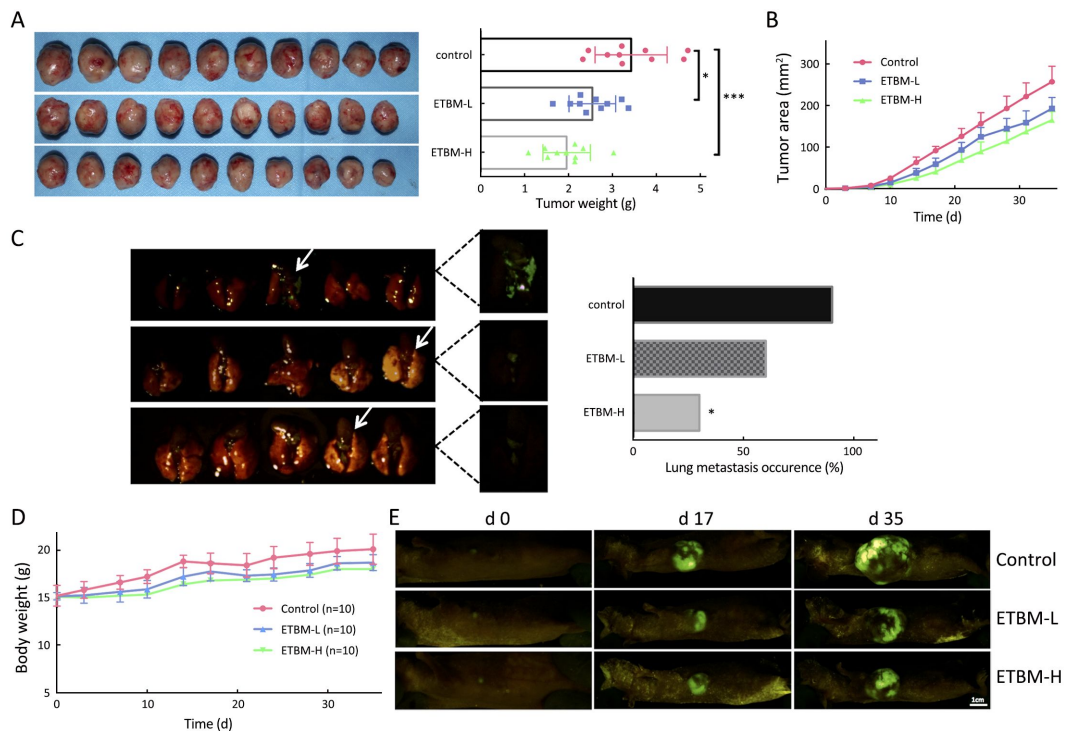 A
control
ETBM-L
ETBM-H
*
***
0 1 2 3 4 5
Tumor weight (g)
B
Tumor area (mm²)
300
200
100
0
0 10 20 30
Time (d)
Control
ETBM-L
ETBM-H
C
control
ETBM-L
ETBM-H
*
0 50 100
Lung metastasis occurence (%)
D
Body weight (g)
20
15
10
5
0 10 20 30
Time (d)
Control (n=10)
ETBM-L (n=10)
ETBM-H (n=10)
E
d 0 d 17 d 35
Control
ETBM-L
ETBM-H
1cm